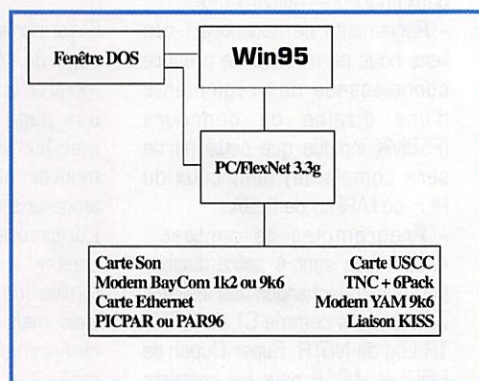 Fenêtre DOS
Win95
PC/FlexNet 3.3g
Carte Son
Modem BayCom 1k2 ou 9k6
Carte Ethernet
PICPAR ou PAR96
Carte USCC
TNC + 6Pack
Modem YAM 9k6
Liaison KISS